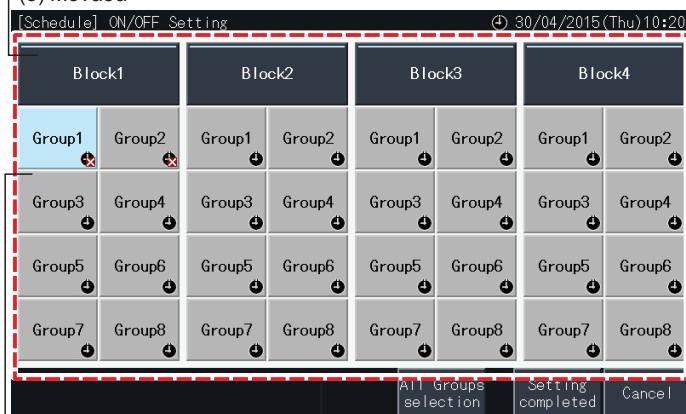 [Schedule] ON/OFF Setting 30/04/2015(Thu)10:20
Block1 Block2 Block3 Block4
Group1 Group2 Group1 Group2 Group1 Group2 Group1 Group2
Group3 Group4 Group3 Group4 Group3 Group4 Group3 Group4
Group5 Group6 Group5 Group6 Group5 Group6 Group5 Group6
Group7 Group8 Group7 Group8 Group7 Group8 Group7 Group8
All Groups selection Setting completed Cancel